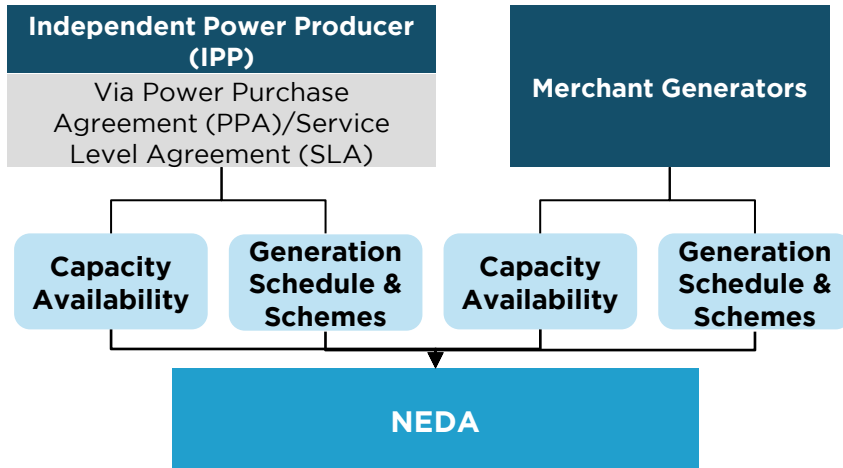 Independent Power Producer
(IPP)
Via Power Purchase
Agreement (PPA)/Service
Level Agreement (SLA)
Merchant Generators
Capacity
Availability
Generation
Schedule &
Schemes
Capacity
Availability
Generation
Schedule &
Schemes
NEDA